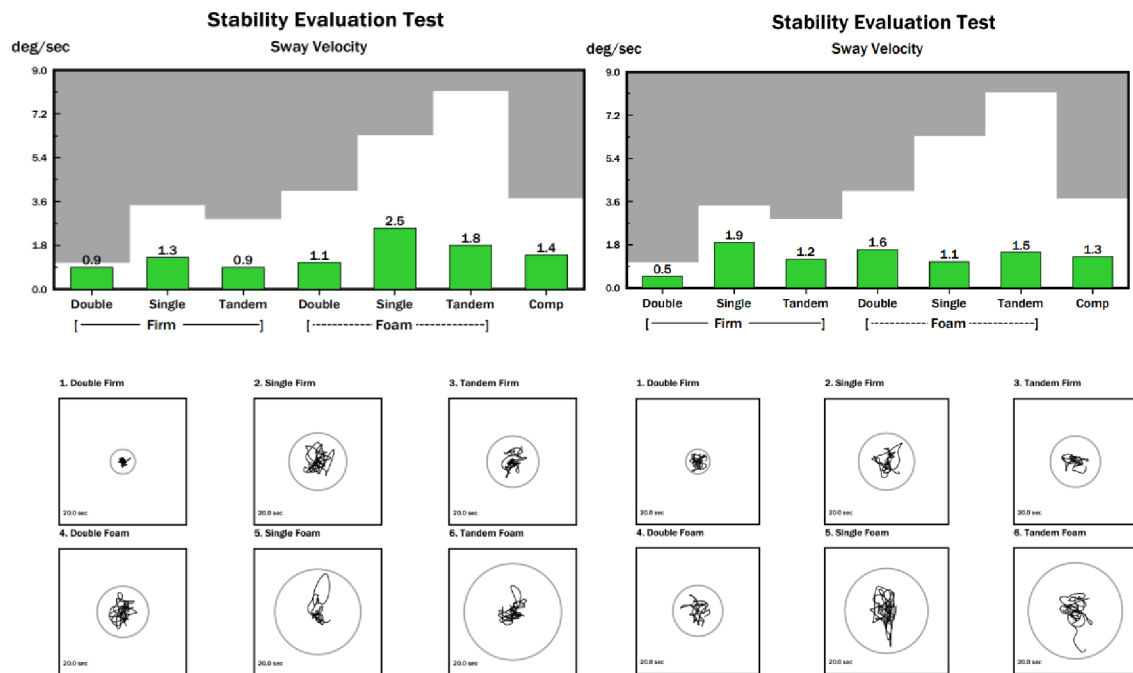 Stability Evaluation Test
deg/sec
Sway Velocity
9.0
7.2
5.4
3.6
1.8
0.0
0.9
1.3
0.9
1.1
2.5
1.8
1.4
Double
Single
Tandem
Double
Single
Tandem
Comp
[ Firm ]
[ Foam ]
Stability Evaluation Test
deg/sec
Sway Velocity
9.0
7.2
5.4
3.6
1.8
0.0
0.5
1.9
1.2
1.6
1.1
1.5
1.3
Double
Single
Tandem
Double
Single
Tandem
Comp
[ Firm ]
[ Foam ]
1. Double Firm
20.0 sec
2. Single Firm
20.0 sec
3. Tandem Firm
20.0 sec
4. Double Foam
20.0 sec
5. Single Foam
20.0 sec
6. Tandem Foam
20.0 sec
1. Double Firm
20.0 sec
2. Single Firm
20.0 sec
3. Tandem Firm
20.0 sec
4. Double Foam
20.0 sec
5. Single Foam
20.0 sec
6. Tandem Foam
20.0 sec